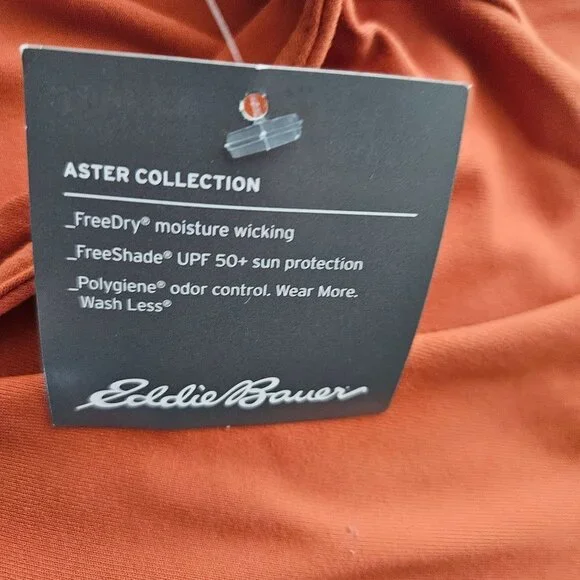 ASTER COLLECTION
_FreeDry® moisture wicking
_FreeShade® UPF 50+ sun protection
_Polygiene® odor control. Wear More.
Wash Less®
Eddie Bauer